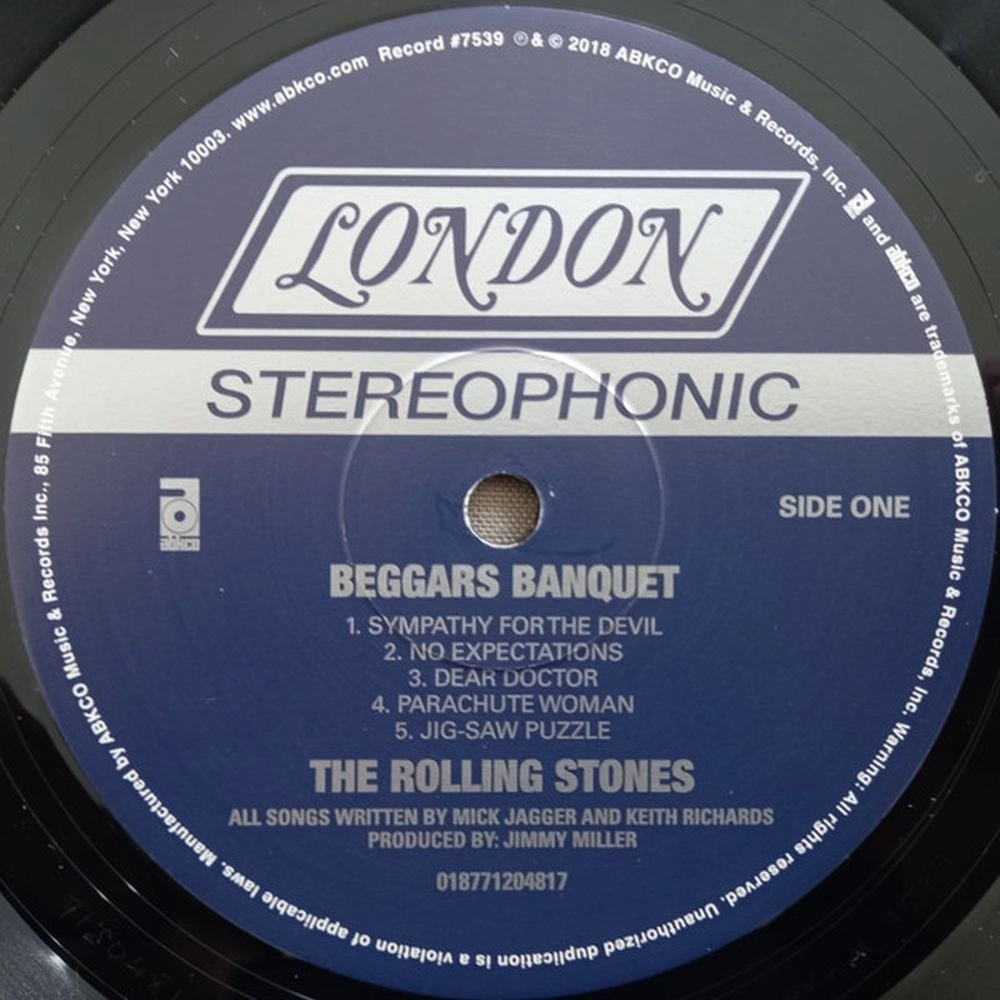 Manufactured by ABKCO Music & Records Inc., 85 Fifth Avenue, New York, New York 10003. www.abkco.com Record #7539 ℗ & © 2018 ABKCO Music & Records, Inc. a and abkco are trademarks of ABKCO Music & Records, Inc. Warning: All rights reserved. Unauthorized duplication is a violation of applicable laws.
LONDON
STEREOPHONIC
abkco
SIDE ONE
BEGGARS BANQUET
1. SYMPATHY FOR THE DEVIL
2. NO EXPECTATIONS
3. DEAR DOCTOR
4. PARACHUTE WOMAN
5. JIG-SAW PUZZLE
THE ROLLING STONES
ALL SONGS WRITTEN BY MICK JAGGER AND KEITH RICHARDS
PRODUCED BY: JIMMY MILLER
018771204817